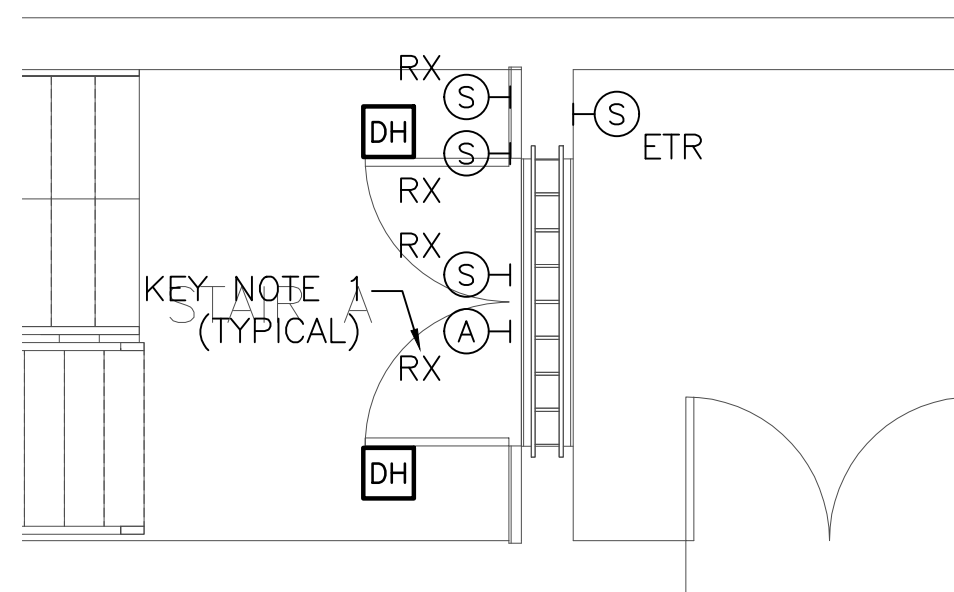 RX
S
S
DH
ETR
S
RX
RX
S
KEY NOTE 1
STAIR A
(TYPICAL)
A
RX
DH